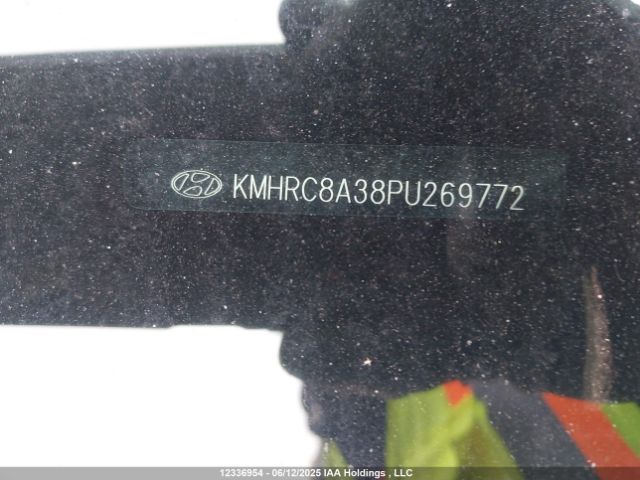 KMHRC8A38PU269772
12336954 - 06/12/2025 IAA Holdings , LLC